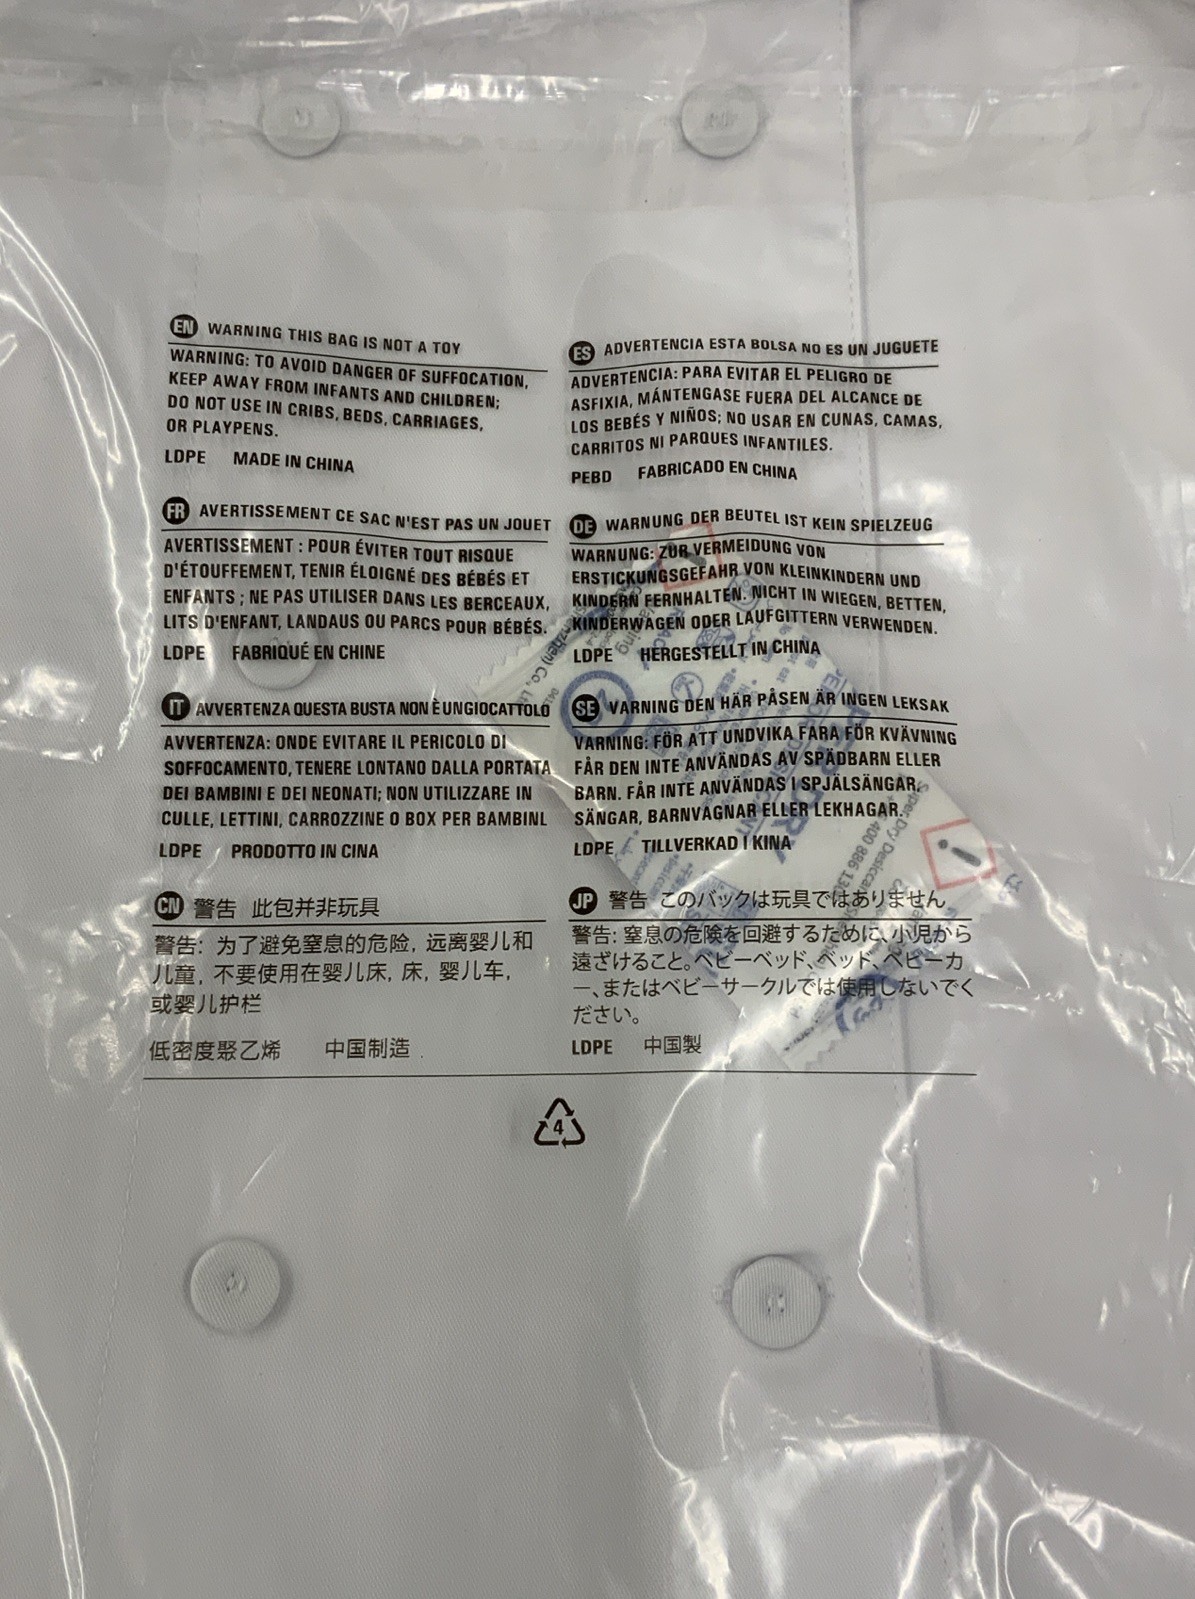 EN WARNING THIS BAG IS NOT A TOY
WARNING: TO AVOID DANGER OF SUFFOCATION,
KEEP AWAY FROM INFANTS AND CHILDREN;
DO NOT USE IN CRIBS, BEDS, CARRIAGES,
OR PLAYPENS.
LDPE MADE IN CHINA
ES ADVERTENCIA ESTA BOLSA NO ES UN JUGUETE
ADVERTENCIA: PARA EVITAR EL PELIGRO DE
ASFIXIA, MÁNTENGASE FUERA DEL ALCANCE DE
LOS BEBÉS Y NIÑOS; NO USAR EN CUNAS, CAMAS,
CARRITOS NI PARQUES INFANTILES.
PEBD FABRICADO EN CHINA
FR AVERTISSEMENT CE SAC N'EST PAS UN JOUET
AVERTISSEMENT : POUR ÉVITER TOUT RISQUE
D'ÉTOUFFEMENT, TENIR ÉLOIGNÉ DES BÉBÉS ET
ENFANTS ; NE PAS UTILISER DANS LES BERCEAUX,
LITS D'ENFANT, LANDAUS OU PARCS POUR BÉBÉS.
LDPE FABRIQUÉ EN CHINE
DE WARNUNG DER BEUTEL IST KEIN SPIELZEUG
WARNUNG: ZUR VERMEIDUNG VON
ERSTICKUNGSGEFAHR VON KLEINKINDERN UND
KINDERN FERNHALTEN. NICHT IN WIEGEN, BETTEN,
KINDERWAGEN ODER LAUFGITTERN VERWENDEN.
LDPE HERGESTELLT IN CHINA
IT AVVERTENZA QUESTA BUSTA NON È UNGIOCATTOLO
AVVERTENZA: ONDE EVITARE IL PERICOLO DI
SOFFOCAMENTO, TENERE LONTANO DALLA PORTATA
DEI BAMBINI E DEI NEONATI; NON UTILIZZARE IN
CULLE, LETTINI, CARROZZINE O BOX PER BAMBINL
LDPE PRODOTTO IN CINA
SE VARNING DEN HÄR PÅSEN ÄR INGEN LEKSAK
VARNING: FÖR ATT UNDVIKA FARA FÖR KVÄVNING
FÅR DEN INTE ANVÄNDAS AV SPÄDBARN ELLER
BARN. FÅR INTE ANVÄNDAS I SPJÄLSÄNGAR,
SÄNGAR, BARNVAGNAR ELLER LEKHAGAR.
LDPE TILLVERKAD I KINA
CN 警告 此包并非玩具
警告: 为了避免窒息的危险, 远离婴儿和
儿童, 不要使用在婴儿床, 床, 婴儿车,
或婴儿护栏
低密度聚乙烯 中国制造
JP 警告 このバックは玩具ではありません
警告: 窒息の危険を回避するために、小児から
遠ざけること。ベビーベッド、ベッド、ベビーカ
ー、またはベビーサークルでは使用しないでく
ださい。
LDPE 中国製
4